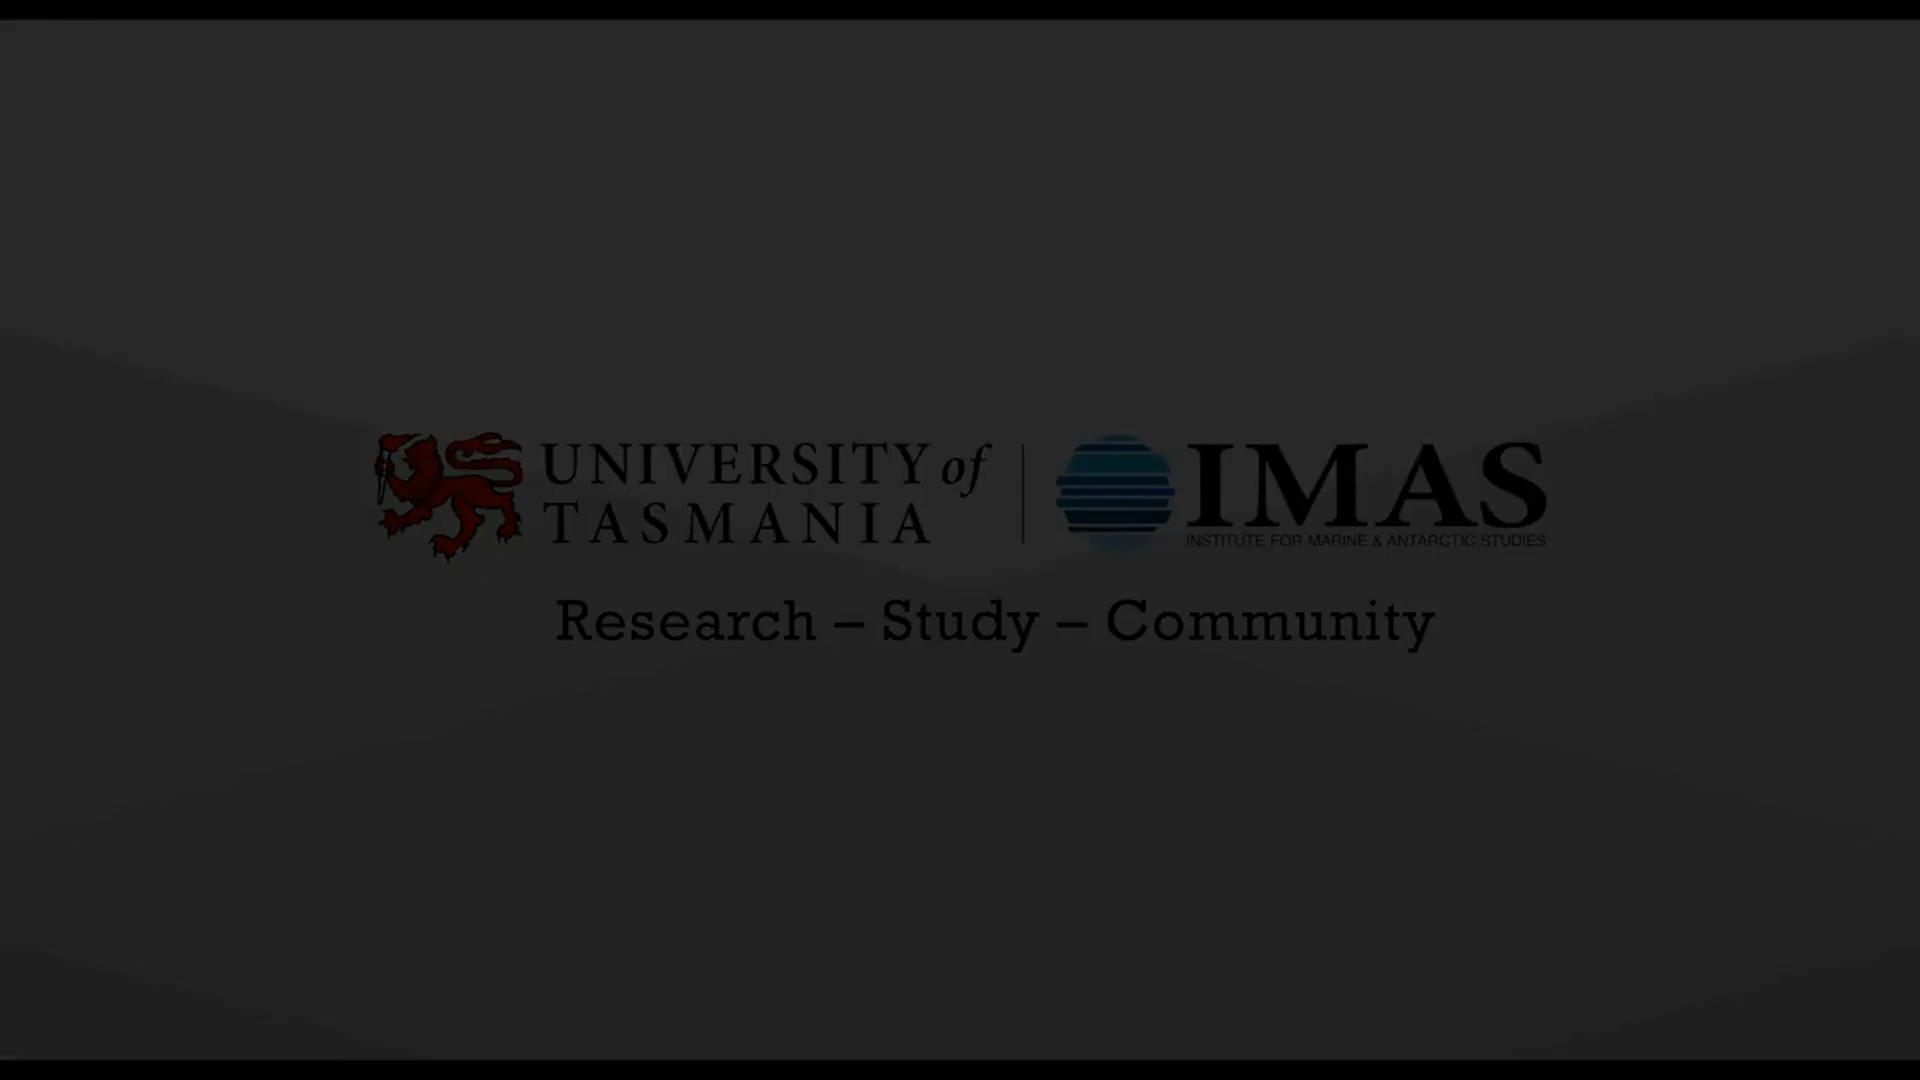 UNIVERSITY of
TASMANIA
IMAS
INSTITUTE FOR MARINE & ANTARCTIC STUDIES
Research – Study – Community